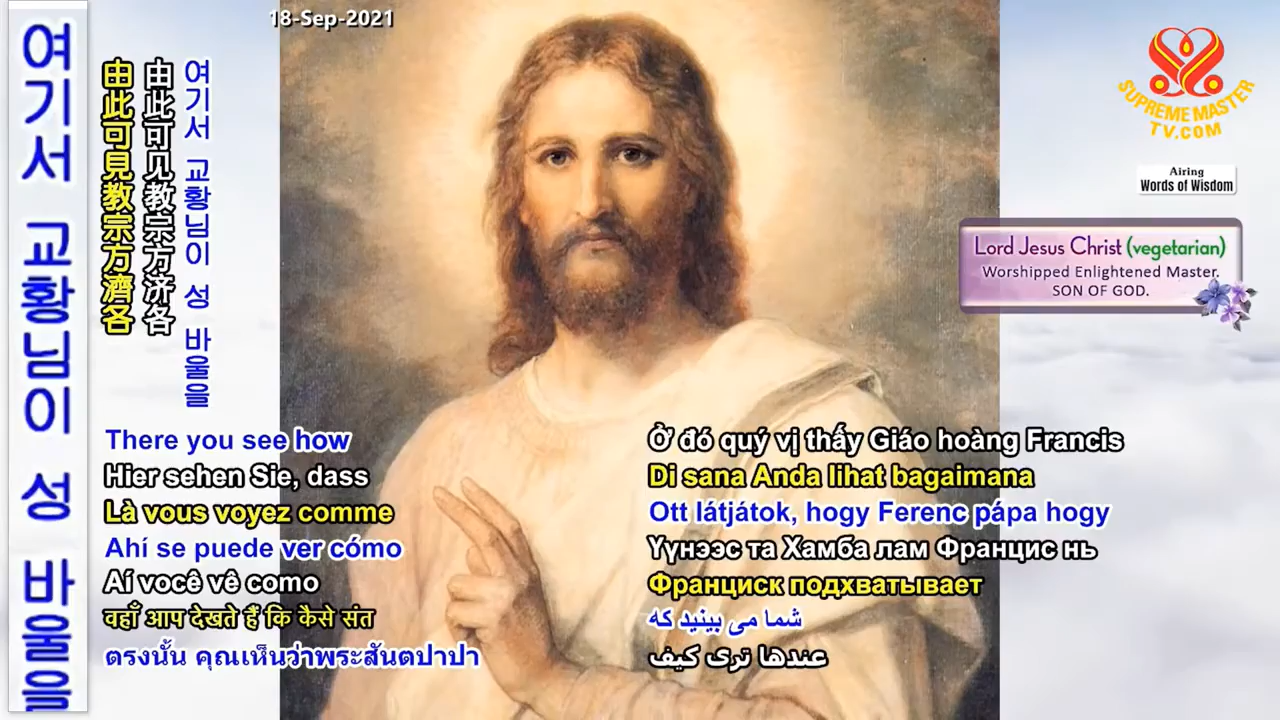 18-Sep-2021
여기서 교황님이 성 바울을
由此可見教宗方濟各
由此可见教宗方济各
여기서 교황님이 성 바울을
SUPREME MASTER
TV.COM
Airing
Words of Wisdom
Lord Jesus Christ (vegetarian)
Worshipped Enlightened Master.
SON OF GOD.
There you see how
Hier sehen Sie, dass
Là vous voyez comme
Ahí se puede ver cómo
Aí você vê como
वहाँ आप देखते हैं कि कैसे संत
ตรงนั้น คุณเห็นว่าพระสันตปาปา
Ở đó quý vị thấy Giáo hoàng Francis
Di sana Anda lihat bagaimana
Ott látjátok, hogy Ferenc pápa hogy
Үүнээс та Хамба лам Францис нь
Франциск подхватывает
شما می بینید که
عندها ترى كيف